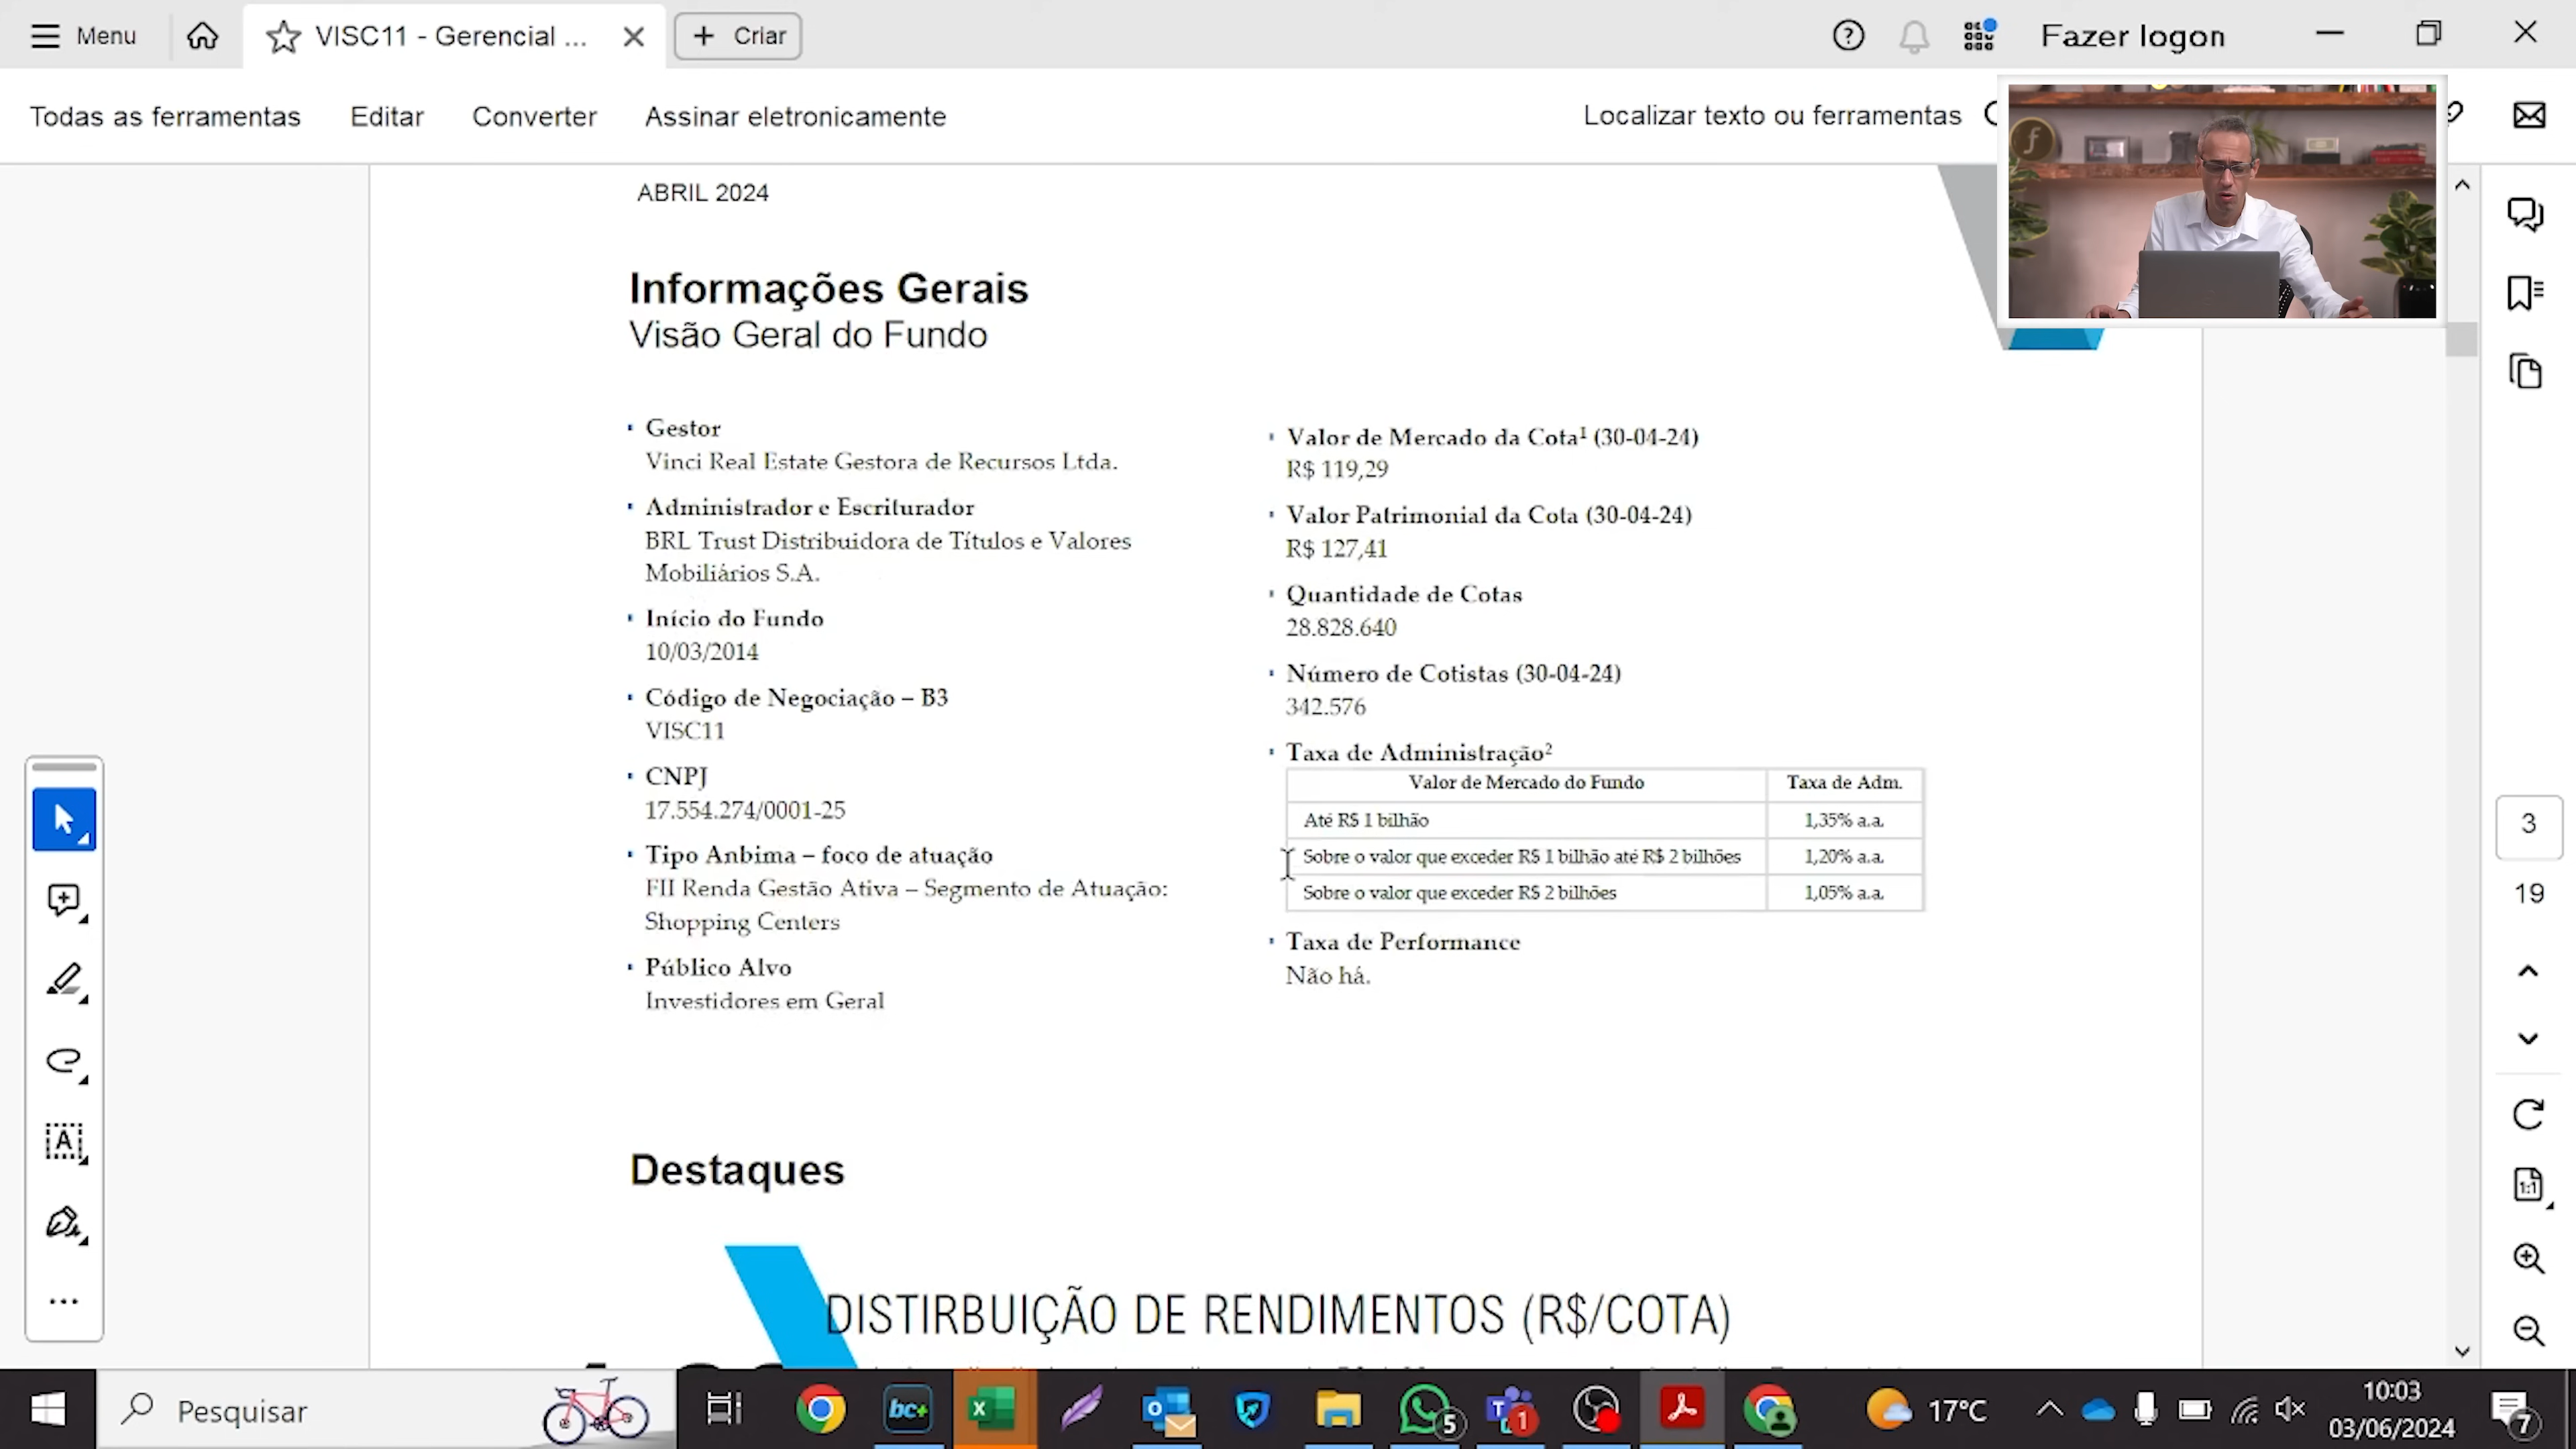 Menu
VISC11 - Gerencial ...
Criar
Fazer logon
Todas as ferramentas
Editar
Converter
Assinar eletronicamente
Localizar texto ou ferramentas
ABRIL 2024
Informações Gerais
Visão Geral do Fundo
Gestor
Vinci Real Estate Gestora de Recursos Ltda.
Administrador e Escriturador
BRL Trust Distribuidora de Títulos e Valores
Mobiliários S.A.
Início do Fundo
10/03/2014
Código de Negociação – B3
VISC11
CNPJ
17.554.274/0001-25
Tipo Anbima – foco de atuação
FII Renda Gestão Ativa – Segmento de Atuação:
Shopping Centers
Público Alvo
Investidores em Geral
Valor de Mercado da Cota¹ (30-04-24)
R$ 119,29
Valor Patrimonial da Cota (30-04-24)
R$ 127,41
Quantidade de Cotas
28.828.640
Número de Cotistas (30-04-24)
342.576
Taxa de Administração²
Valor de Mercado do Fundo Taxa de Adm.
Até R$ 1 bilhão 1,35% a.a.
Sobre o valor que exceder R$ 1 bilhão até R$ 2 bilhões 1,20% a.a.
Sobre o valor que exceder R$ 2 bilhões 1,05% a.a.
Taxa de Performance
Não há.
Destaques
DISTIRBUIÇÃO DE RENDIMENTOS (R$/COTA)
3
19
1:1
Pesquisar
bc+
5
1
17°C
10:03
03/06/2024
7